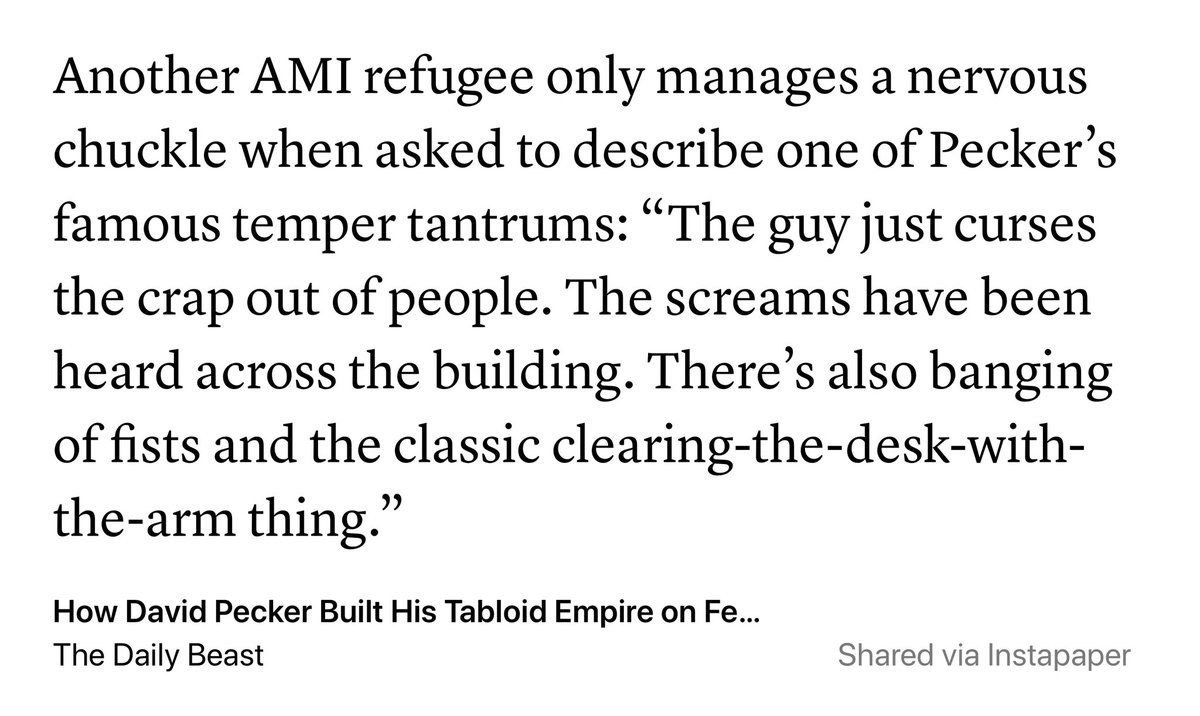 Another AMI refugee only manages a nervous
chuckle when asked to describe one of Pecker’s
famous temper tantrums: “The guy just curses
the crap out of people. The screams have been
heard across the building. There’s also banging
of fists and the classic clearing-the-desk-with-
the-arm thing.”
How David Pecker Built His Tabloid Empire on Fe...
The Daily Beast
Shared via Instapaper